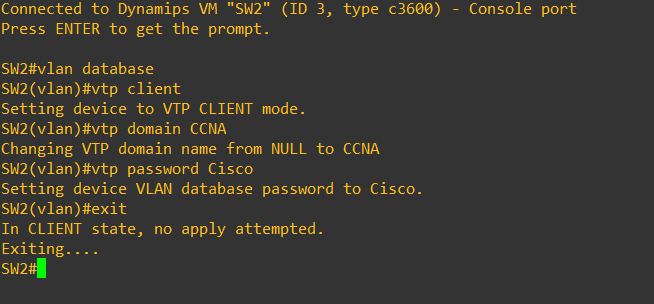 Connected to Dynamips VM "SW2" (ID 3, type c3600) - Console port
Press ENTER to get the prompt.
SW2#vlan database
SW2(vlan)#vtp client
Setting device to VTP CLIENT mode.
SW2(vlan)#vtp domain CCNA
Changing VTP domain name from NULL to CCNA
SW2(vlan)#vtp password Cisco
Setting device VLAN database password to Cisco.
SW2(vlan)#exit
In CLIENT state, no apply attempted.
Exiting....
SW2#